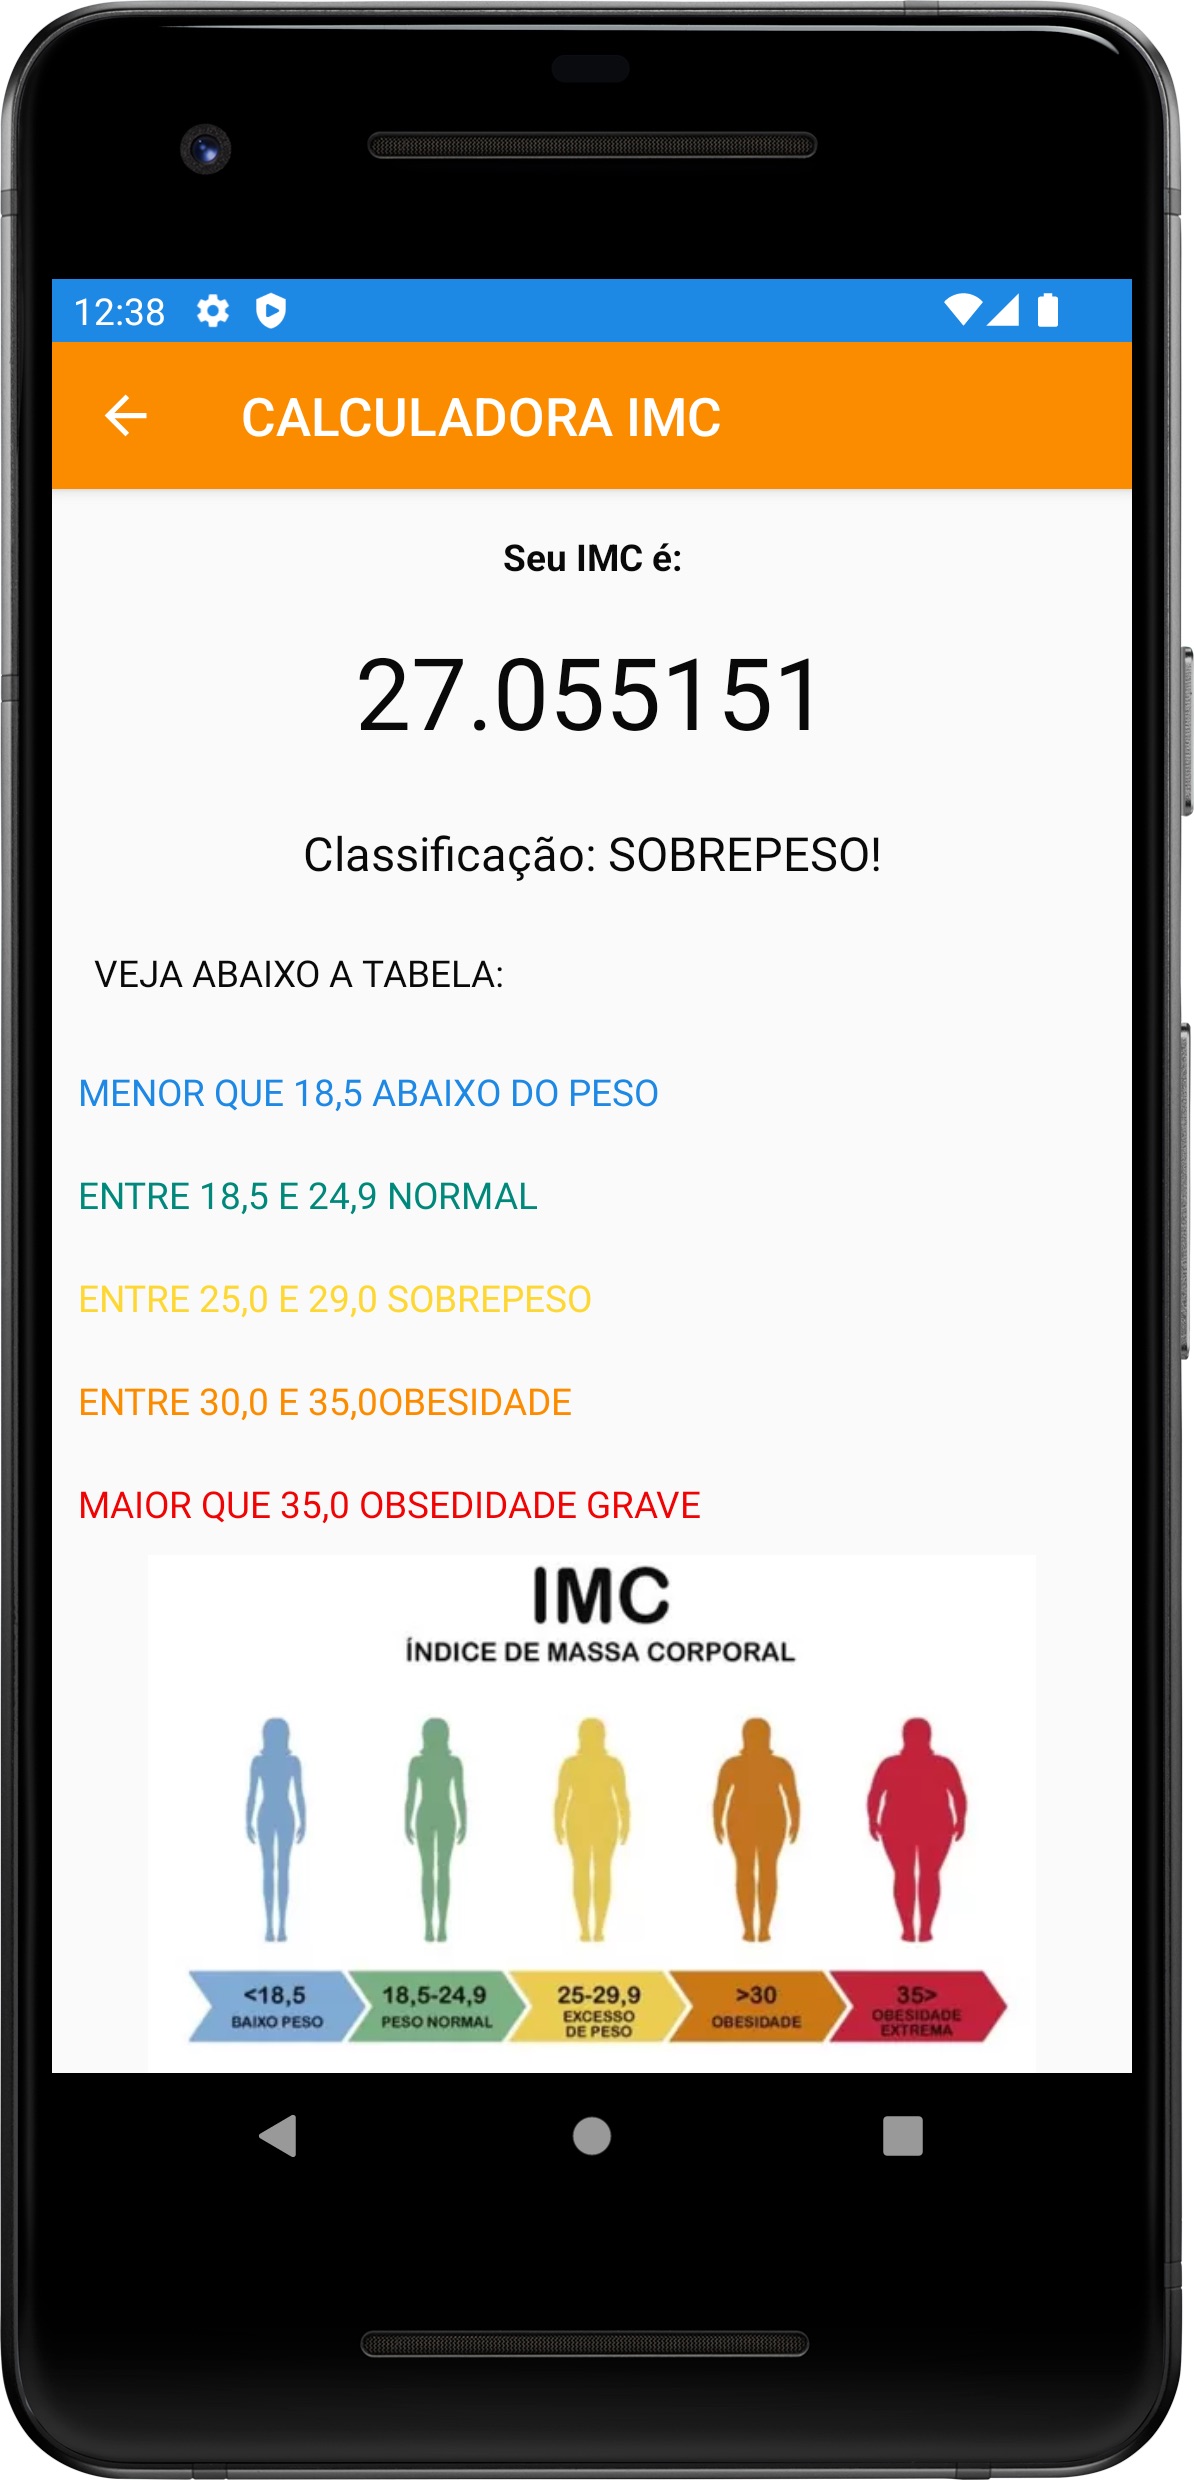 12:38
CALCULADORA IMC
Seu IMC é:
27.055151
Classificação: SOBREPESO!
VEJA ABAIXO A TABELA:
MENOR QUE 18,5 ABAIXO DO PESO
ENTRE 18,5 E 24,9 NORMAL
ENTRE 25,0 E 29,0 SOBREPESO
ENTRE 30,0 E 35,0OBESIDADE
MAIOR QUE 35,0 OBSEDIDADE GRAVE
IMC
ÍNDICE DE MASSA CORPORAL
<18,5
BAIXO PESO
18,5-24,9
PESO NORMAL
25-29,9
EXCESSO
DE PESO
>30
OBESIDADE
35>
OBESIDADE
EXTREMA